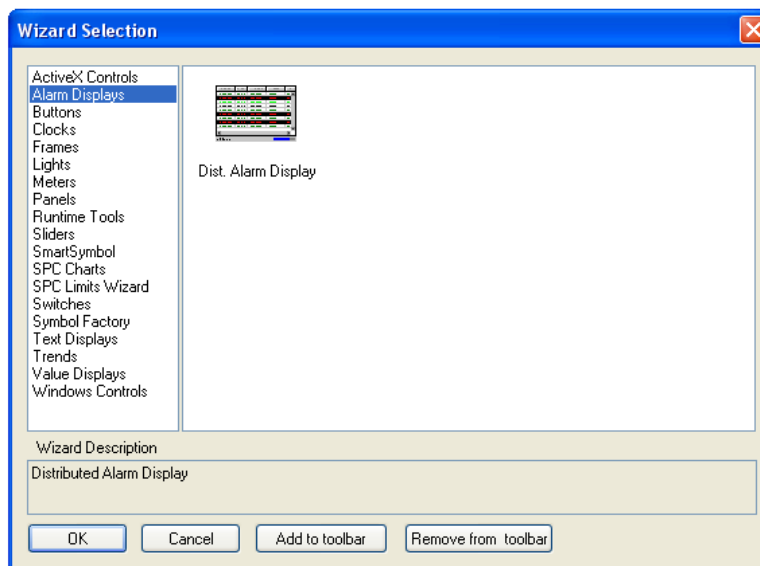 Wizard Selection
ActiveX Controls
Alarm Displays
Buttons
Clocks
Frames
Lights
Meters
Panels
Runtime Tools
Sliders
SmartSymbol
SPC Charts
SPC Limits Wizard
Switches
Symbol Factory
Text Displays
Trends
Value Displays
Windows Controls
Dist. Alarm Display
Wizard Description
Distributed Alarm Display
OK Cancel Add to toolbar Remove from toolbar